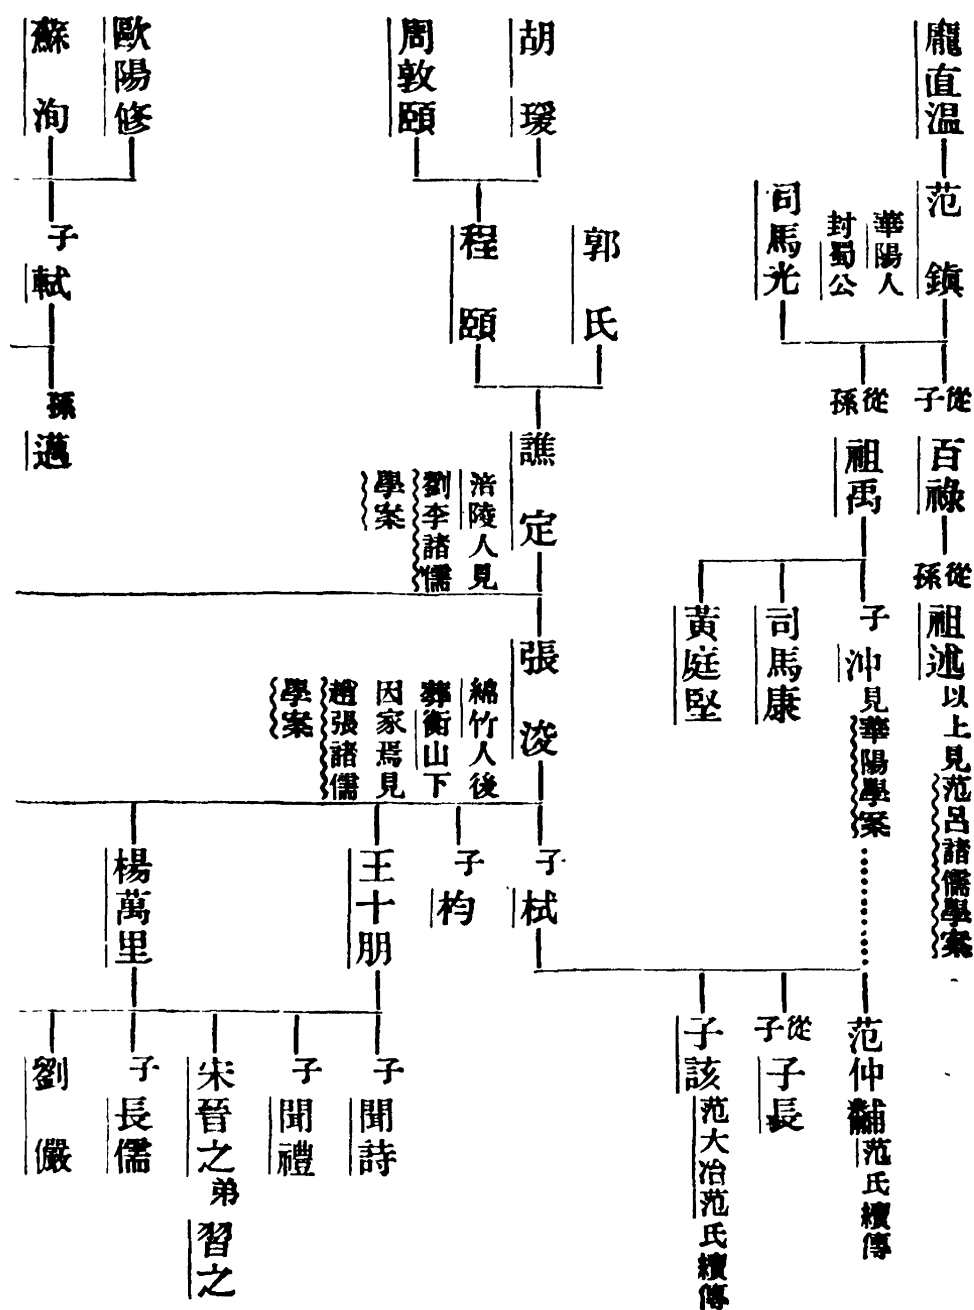 龐直温
范鎮
華陽人
封蜀公
司馬光
從子
百祿
從孫
祖述以上見范呂諸儒學案
從孫
祖禹
子
沖見華陽學案
司馬康
黃庭堅
范仲黼范氏續傳
從子
子長
子該范大冶范氏續傳
胡瑗
周敦頤
郭氏
程頤
譙定
涪陵人見
劉李諸儒
學案
張浚
綿竹人後
葬衡山下
因家焉見
趙張諸儒
學案
子
栻
子
枃
王十朋
子
聞詩
子
聞禮
宋晉之
弟
習之
楊萬里
子
長儒
劉儼
歐陽修
蘇洵
子
軾
孫
邁